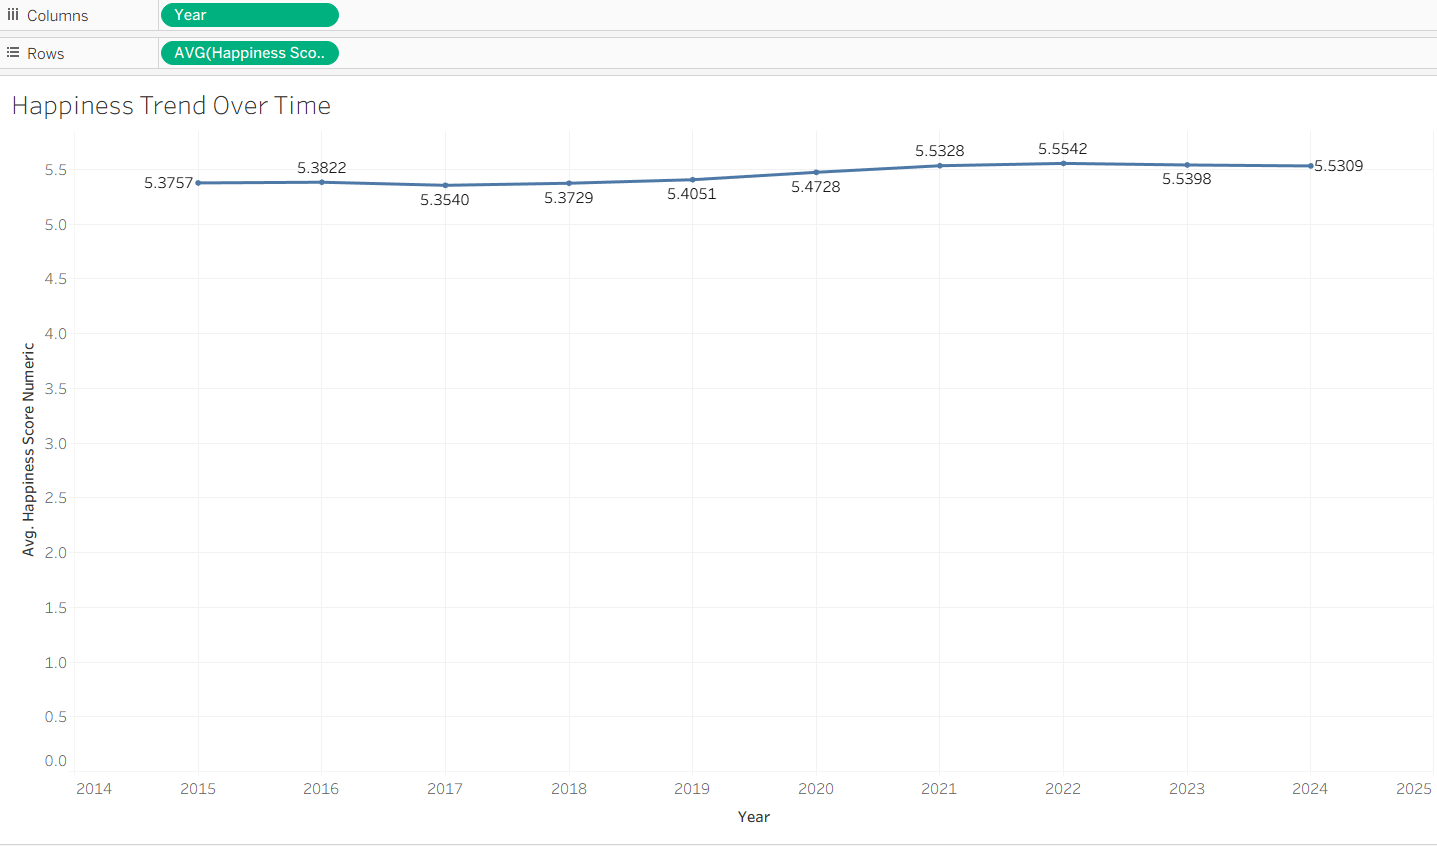 Columns
Year
Rows
AVG(Happiness Sco..
Happiness Trend Over Time
5.5
5.0
4.5
4.0
3.5
3.0
2.5
2.0
1.5
1.0
0.5
0.0
Avg. Happiness Score Numeric
5.3757
5.3822
5.3540
5.3729
5.4051
5.4728
5.5328
5.5542
5.5398
5.5309
2014 2015 2016 2017 2018 2019 2020 2021 2022 2023 2024 2025
Year